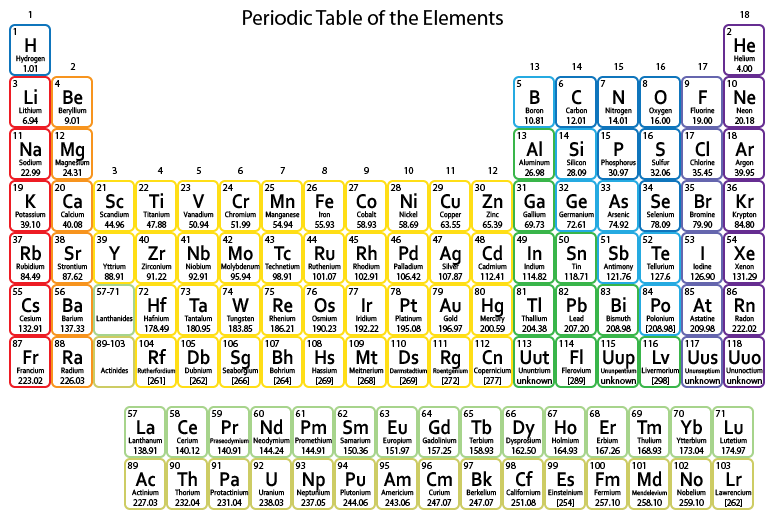 Periodic Table of the Elements
1 18
1 2
H He
Hydrogen Helium
1.01 4.00
2 13 14 15 16 17
3 4 5 6 7 8 9 10
Li Be B C N O F Ne
Lithium Beryllium Boron Carbon Nitrogen Oxygen Fluorine Neon
6.94 9.01 10.81 12.01 14.01 16.00 19.00 20.18
11 12 13 14 15 16 17 18
Na Mg Al Si P S Cl Ar
Sodium Magnesium Aluminum Silicon Phosphorus Sulfur Chlorine Argon
22.99 24.31 26.98 28.09 30.97 32.06 35.45 39.95
3 4 5 6 7 8 9 10 11 12
19 20 21 22 23 24 25 26 27 28 29 30 31 32 33 34 35 36
K Ca Sc Ti V Cr Mn Fe Co Ni Cu Zn Ga Ge As Se Br Kr
Potassium Calcium Scandium Titanium Vanadium Chromium Manganese Iron Cobalt Nickel Copper Zinc Gallium Germanium Arsenic Selenium Bromine Krypton
39.10 40.08 44.96 47.88 50.94 51.99 54.94 55.93 58.93 58.69 63.55 65.39 69.73 72.61 74.92 78.09 79.90 84.80
37 38 39 40 41 42 43 44 45 46 47 48 49 50 51 52 53 54
Rb Sr Y Zr Nb Mo Tc Ru Rh Pd Ag Cd In Sn Sb Te I Xe
Rubidium Strontium Yttrium Zirconium Niobium Molybdenum Technetium Ruthenium Rhodium Palladium Silver Cadmium Indium Tin Antimony Tellurium Iodine Xenon
84.49 87.62 88.91 91.22 92.91 95.94 98.91 101.07 102.91 106.42 107.87 112.41 114.82 118.71 121.76 127.6 126.90 131.29
55 56 57-71 72 73 74 75 76 77 78 79 80 81 82 83 84 85 86
Cs Ba Hf Ta W Re Os Ir Pt Au Hg Tl Pb Bi Po At Rn
Cesium Barium Lanthanides Hafnium Tantalum Tungsten Rhenium Osmium Iridium Platinum Gold Mercury Thallium Lead Bismuth Polonium Astatine Radon
132.91 137.33 178.49 180.95 183.85 186.21 190.23 192.22 195.08 196.97 200.59 204.38 207.20 208.98 [208.98] 209.98 222.02
87 88 89-103 104 105 106 107 108 109 110 111 112 113 114 115 116 117 118
Fr Ra Rf Db Sg Bh Hs Mt Ds Rg Cn Uut Fl Uup Lv Uus Uuo
Francium Radium Actinides Rutherfordium Dubnium Seaborgium Bohrium Hassium Meitnerium Darmstadtium Roentgenium Copernicium Ununtrium Flerovium Ununpentium Livermorium Ununseptium Ununoctium
223.02 226.03 [261] [262] [266] [264] [269] [268] [269] [272] [277] unknown [289] unknown [298] unknown unknown
57 58 59 60 61 62 63 64 65 66 67 68 69 70 71
La Ce Pr Nd Pm Sm Eu Gd Tb Dy Ho Er Tm Yb Lu
Lanthanum Cerium Praseodymium Neodymium Promethium Samarium Europium Gadolinium Terbium Dysprosium Holmium Erbium Thulium Ytterbium Lutetium
138.91 140.12 140.91 144.24 144.91 150.36 151.97 157.25 158.93 162.50 164.93 167.26 168.93 173.04 174.97
89 90 91 92 93 94 95 96 97 98 99 100 101 102 103
Ac Th Pa U Np Pu Am Cm Bk Cf Es Fm Md No Lr
Actinium Thorium Protactinium Uranium Neptunium Plutonium Americium Curium Berkelium Californium Einsteinium Fermium Mendelevium Nobelium Lawrencium
227.03 232.04 231.04 238.03 237.05 244.06 243.06 247.07 247.07 251.08 [254] 257.10 258.10 259.10 [262]